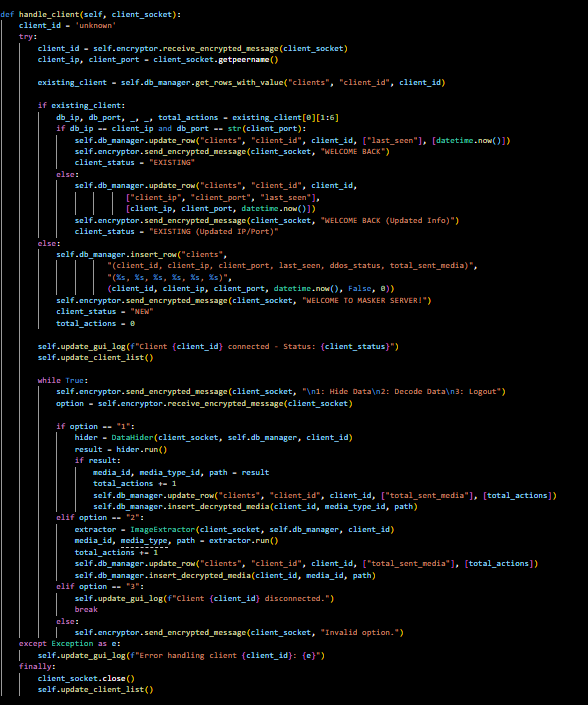 def handle_client(self, client_socket):
    client_id = 'unknown'
    try:
        client_id = self.encryptor.receive_encrypted_message(client_socket)
        client_ip, client_port = client_socket.getpeername()

        existing_client = self.db_manager.get_rows_with_value("clients", "client_id", client_id)

        if existing_client:
            db_ip, db_port, _, _, total_actions = existing_client[0][1:6]
            if db_ip == client_ip and db_port == str(client_port):
                self.db_manager.update_row("clients", "client_id", client_id, ["last_seen"], [datetime.now()])
                self.encryptor.send_encrypted_message(client_socket, "WELCOME BACK")
                client_status = "EXISTING"
            else:
                self.db_manager.update_row("clients", "client_id", client_id,
                           ["client_ip", "client_port", "last_seen"],
                           [client_ip, client_port, datetime.now()])
                self.encryptor.send_encrypted_message(client_socket, "WELCOME BACK (Updated Info)")
                client_status = "EXISTING (Updated IP/Port)"
        else:
            self.db_manager.insert_row("clients",
                       "(client_id, client_ip, client_port, last_seen, ddos_status, total_sent_media)",
                       "(%s, %s, %s, %s, %s, %s)",
                       (client_id, client_ip, client_port, datetime.now(), False, 0))
            self.encryptor.send_encrypted_message(client_socket, "WELCOME TO MASKER SERVER!")
            client_status = "NEW"
            total_actions = 0

        self.update_gui_log(f"Client {client_id} connected - Status: {client_status}")
        self.update_client_list()

        while True:
            self.encryptor.send_encrypted_message(client_socket, "\n1: Hide Data\n2: Decode Data\n3: Logout")
            option = self.encryptor.receive_encrypted_message(client_socket)

            if option == "1":
                hider = DataHider(client_socket, self.db_manager, client_id)
                result = hider.run()
                if result:
                    media_id, media_type_id, path = result
                    total_actions += 1
                    self.db_manager.update_row("clients", "client_id", client_id, ["total_sent_media"], [total_actions])
                    self.db_manager.insert_decrypted_media(client_id, media_type_id, path)
            elif option == "2":
                extractor = ImageExtractor(client_socket, self.db_manager, client_id)
                media_id, media_type, path = extractor.run()
                total_actions += 1
                self.db_manager.update_row("clients", "client_id", client_id, ["total_sent_media"], [total_actions])
                self.db_manager.insert_decrypted_media(client_id, media_id, path)
            elif option == "3":
                self.update_gui_log(f"Client {client_id} disconnected.")
                break
            else:
                self.encryptor.send_encrypted_message(client_socket, "Invalid option.")
    except Exception as e:
        self.update_gui_log(f"Error handling client {client_id}: {e}")
    finally:
        client_socket.close()
        self.update_client_list()